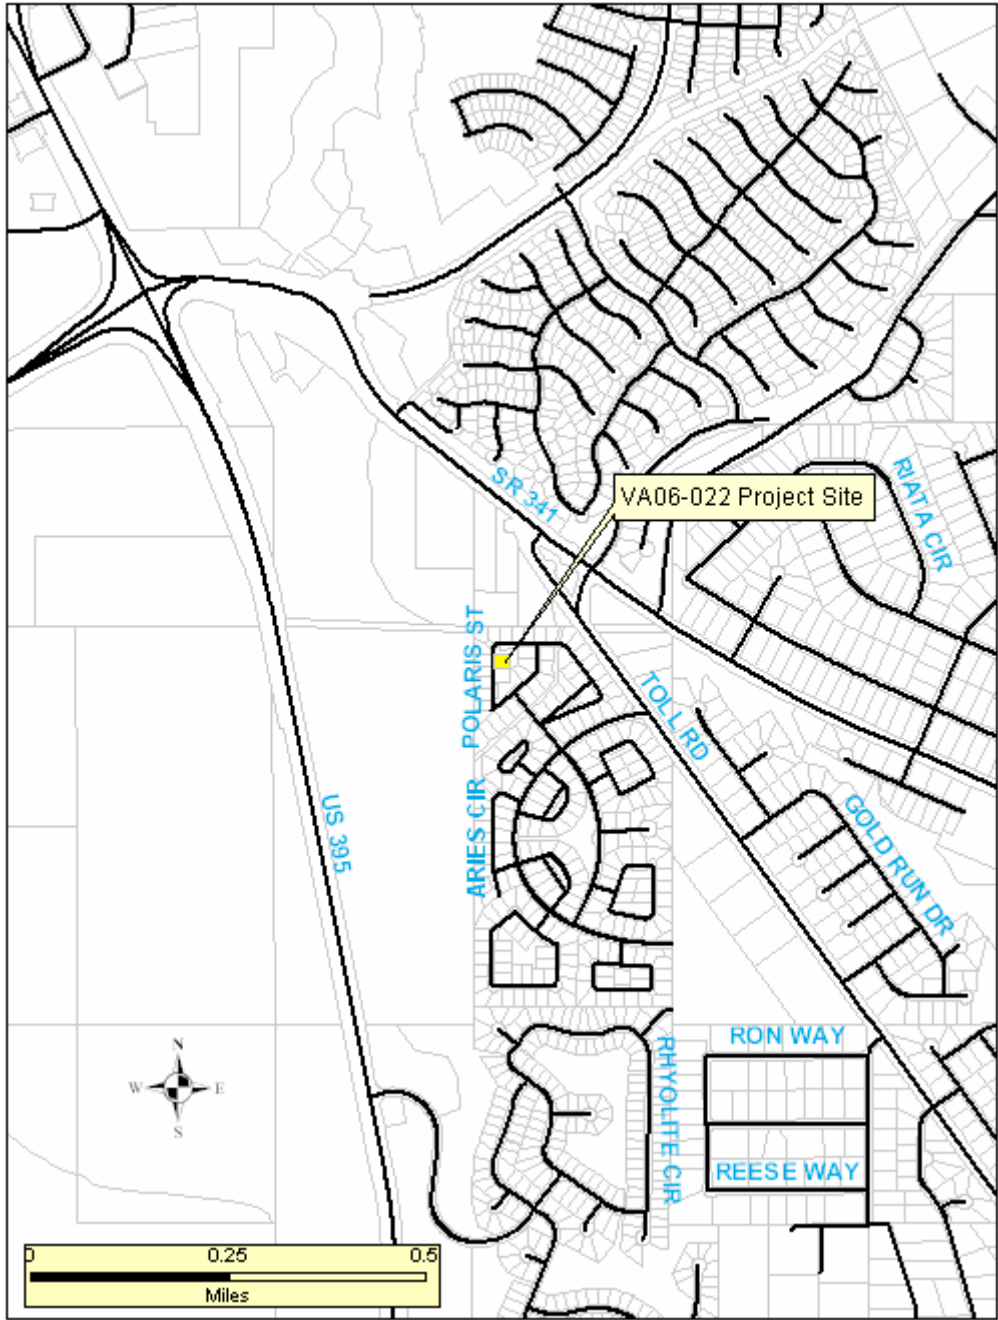 SR 341
VA06-022 Project Site
RIATA CIR
POLARIS ST
TOLL RD
ARIES CIR
US 395
GOLD RUN DR
RON WAY
RHYOLITE CIR
REESE WAY
N
W E
S
0 0.25 0.5
Miles